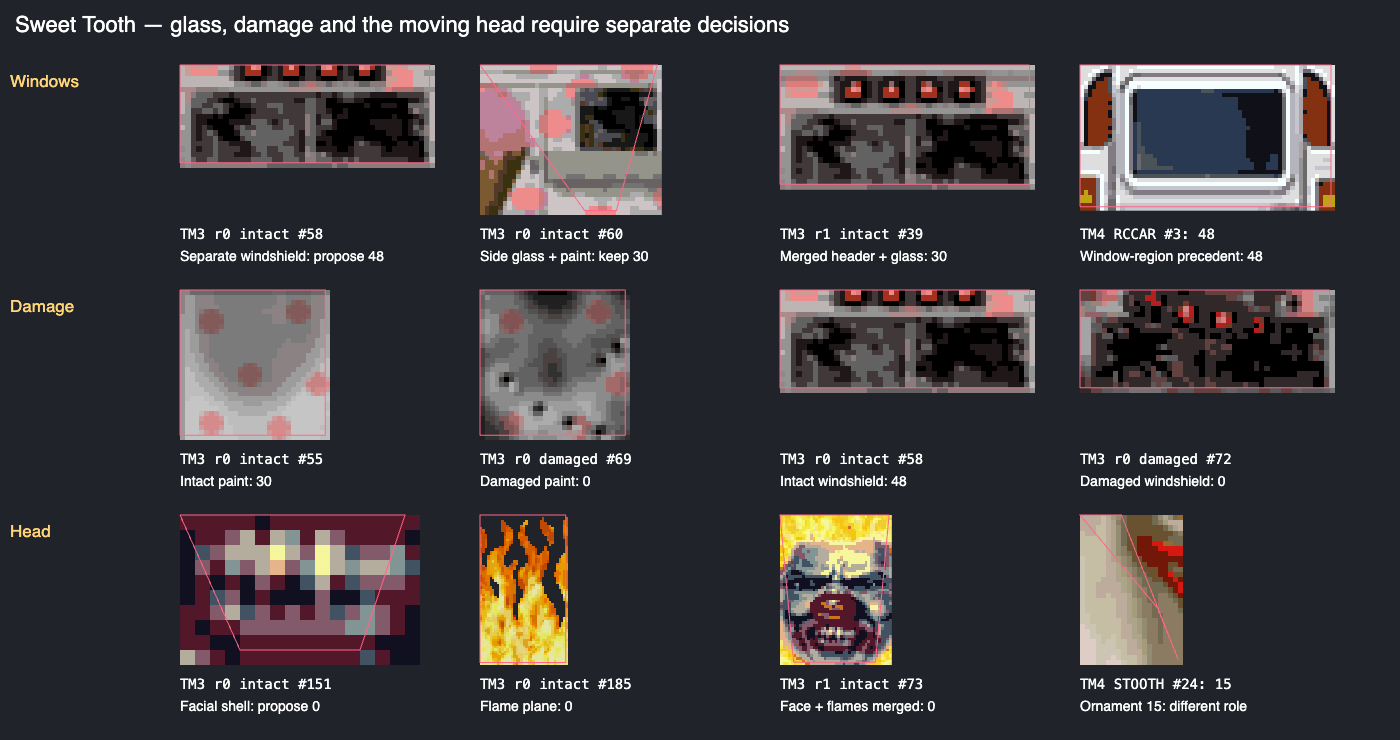 Sweet Tooth — glass, damage and the moving head require separate decisions
Windows
TM3 r0 intact #58
Separate windshield: propose 48
TM3 r0 intact #60
Side glass + paint: keep 30
TM3 r1 intact #39
Merged header + glass: 30
TM4 RCCAR #3: 48
Window-region precedent: 48
Damage
TM3 r0 intact #55
Intact paint: 30
TM3 r0 damaged #69
Damaged paint: 0
TM3 r0 intact #58
Intact windshield: 48
TM3 r0 damaged #72
Damaged windshield: 0
Head
TM3 r0 intact #151
Facial shell: propose 0
TM3 r0 intact #185
Flame plane: 0
TM3 r1 intact #73
Face + flames merged: 0
TM4 STOOTH #24: 15
Ornament 15: different role